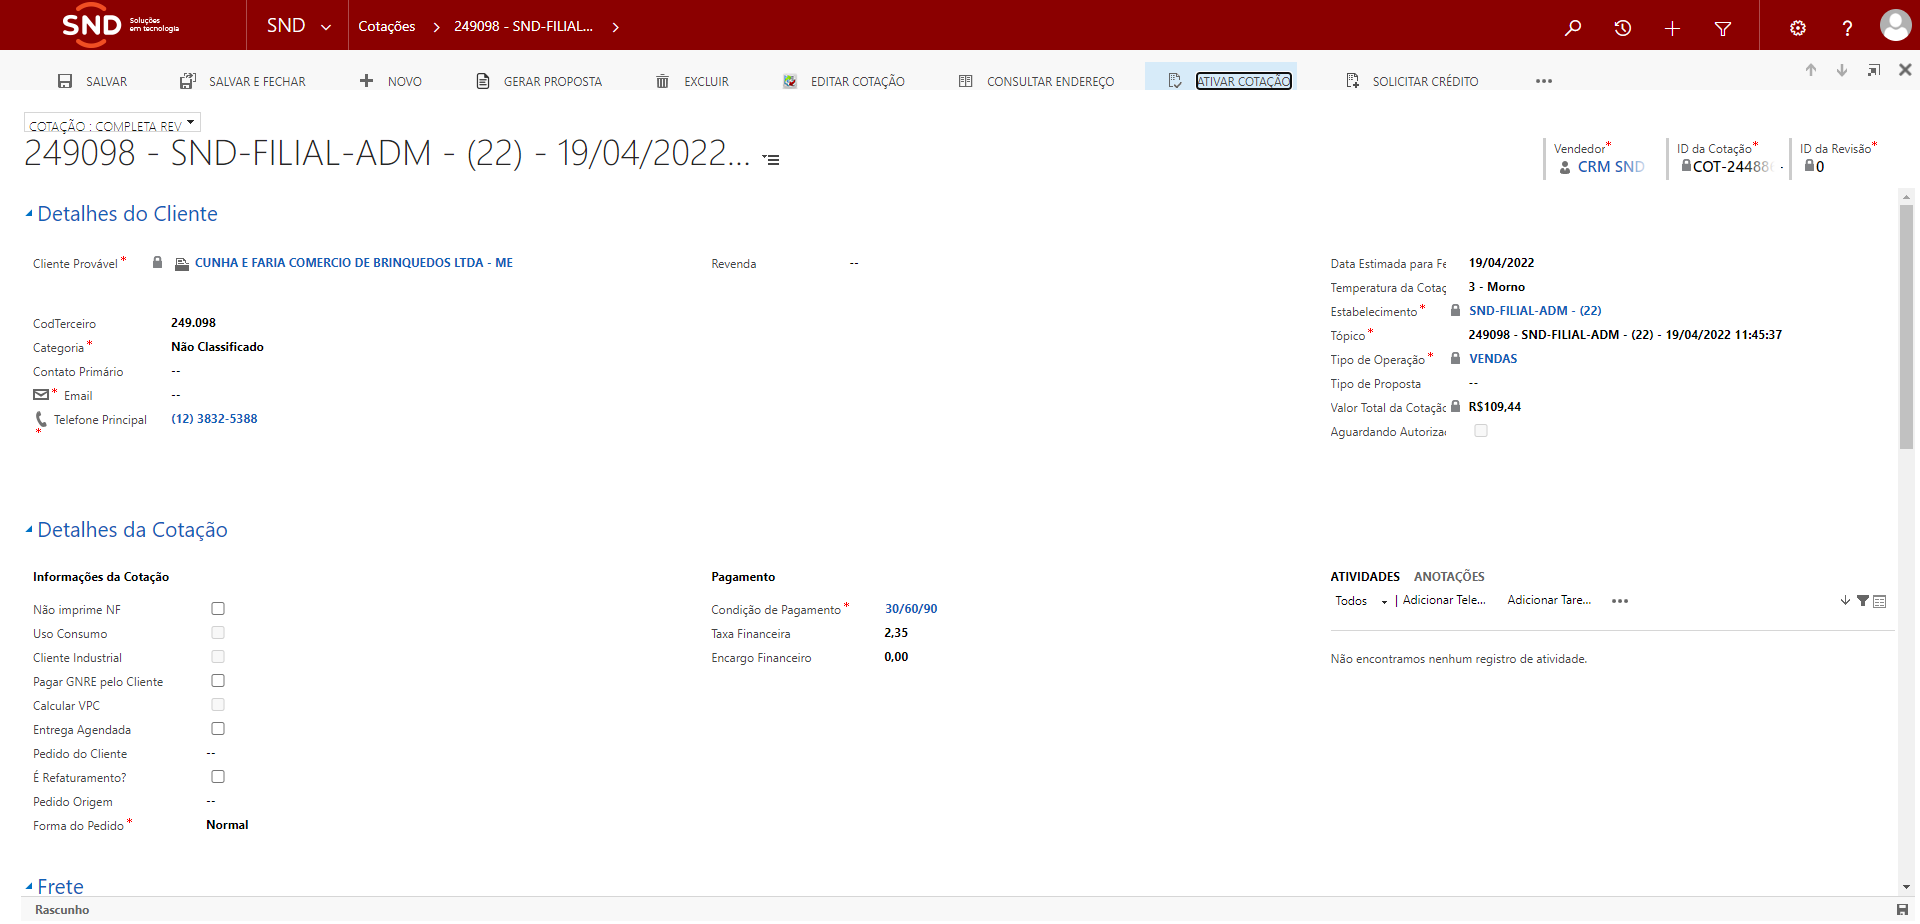 SND Soluções em tecnologia
SND
Cotações
249098 - SND-FILIAL...
SALVAR
SALVAR E FECHAR
NOVO
GERAR PROPOSTA
EXCLUIR
EDITAR COTAÇÃO
CONSULTAR ENDEREÇO
ATIVAR COTAÇÃO
SOLICITAR CRÉDITO
COTAÇÃO : COMPLETA REV
249098 - SND-FILIAL-ADM - (22) - 19/04/2022...
Vendedor*
CRM SND
ID da Cotação*
COT-24488
ID da Revisão*
0
Detalhes do Cliente
Cliente Provável* CUNHA E FARIA COMERCIO DE BRINQUEDOS LTDA - ME
CodTerceiro 249.098
Categoria* Não Classificado
Contato Primário --
* Email --
Telefone Principal * (12) 3832-5388
Revenda --
Data Estimada para Fe 19/04/2022
Temperatura da Cotaç 3 - Morno
Estabelecimento* SND-FILIAL-ADM - (22)
Tópico* 249098 - SND-FILIAL-ADM - (22) - 19/04/2022 11:45:37
Tipo de Operação* VENDAS
Tipo de Proposta --
Valor Total da Cotação R$109,44
Aguardando Autoriza
Detalhes da Cotação
Informações da Cotação
Não imprime NF
Uso Consumo
Cliente Industrial
Pagar GNRE pelo Cliente
Calcular VPC
Entrega Agendada
Pedido do Cliente --
É Refaturamento?
Pedido Origem --
Forma do Pedido* Normal
Pagamento
Condição de Pagamento* 30/60/90
Taxa Financeira 2,35
Encargo Financeiro 0,00
ATIVIDADES ANOTAÇÕES
Todos | Adicionar Tele... Adicionar Tare... •••
Não encontramos nenhum registro de atividade.
Frete
Rascunho